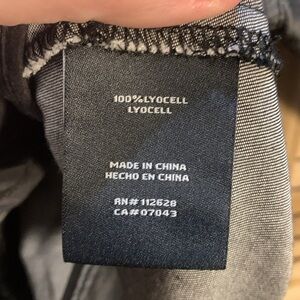 100%LYOCELL
LYOCELL
MADE IN CHINA
HECHO EN CHINA
RN# 112628
CA# 07043